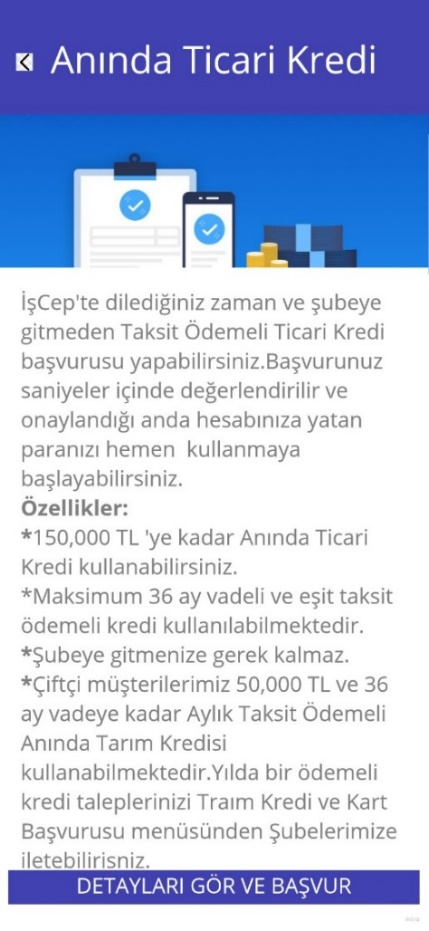 Anında Ticari Kredi
İşCep'te dilediğiniz zaman ve şubeye
gitmeden Taksit Ödemeli Ticari Kredi
başvurusu yapabilirsiniz.Başvurunuz
saniyeler içinde değerlendirilir ve
onaylandığı anda hesabınıza yatan
paranızı hemen kullanmaya
başlayabilirsiniz.
Özellikler:
*150,000 TL 'ye kadar Anında Ticari
Kredi kullanabilirsiniz.
*Maksimum 36 ay vadeli ve eşit taksit
ödemeli kredi kullanılabilmektedir.
*Şubeye gitmenize gerek kalmaz.
*Çiftçi müşterilerimiz 50,000 TL ve 36
ay vadeye kadar Aylık Taksit Ödemeli
Anında Tarım Kredisi
kullanabilmektedir.Yılda bir ödemeli
kredi taleplerinizi Traım Kredi ve Kart
Başvurusu menüsünden Şubelerimize
iletebilirisniz.
DETAYLARI GÖR VE BAŞVUR